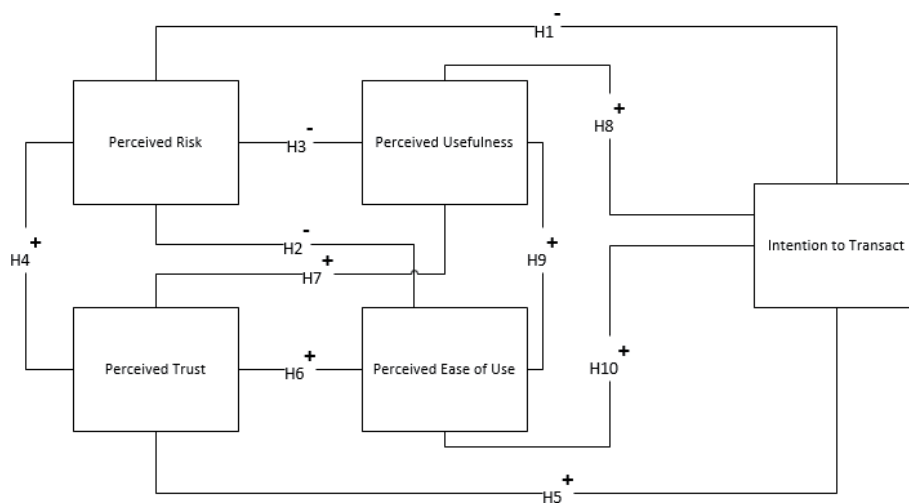 H1 -
Perceived Risk
H3 -
Perceived Usefulness
H8 +
H2 -
H4 +
H7 +
H9 +
Intention to Transact
Perceived Trust
H6 +
Perceived Ease of Use
H10 +
H5 +